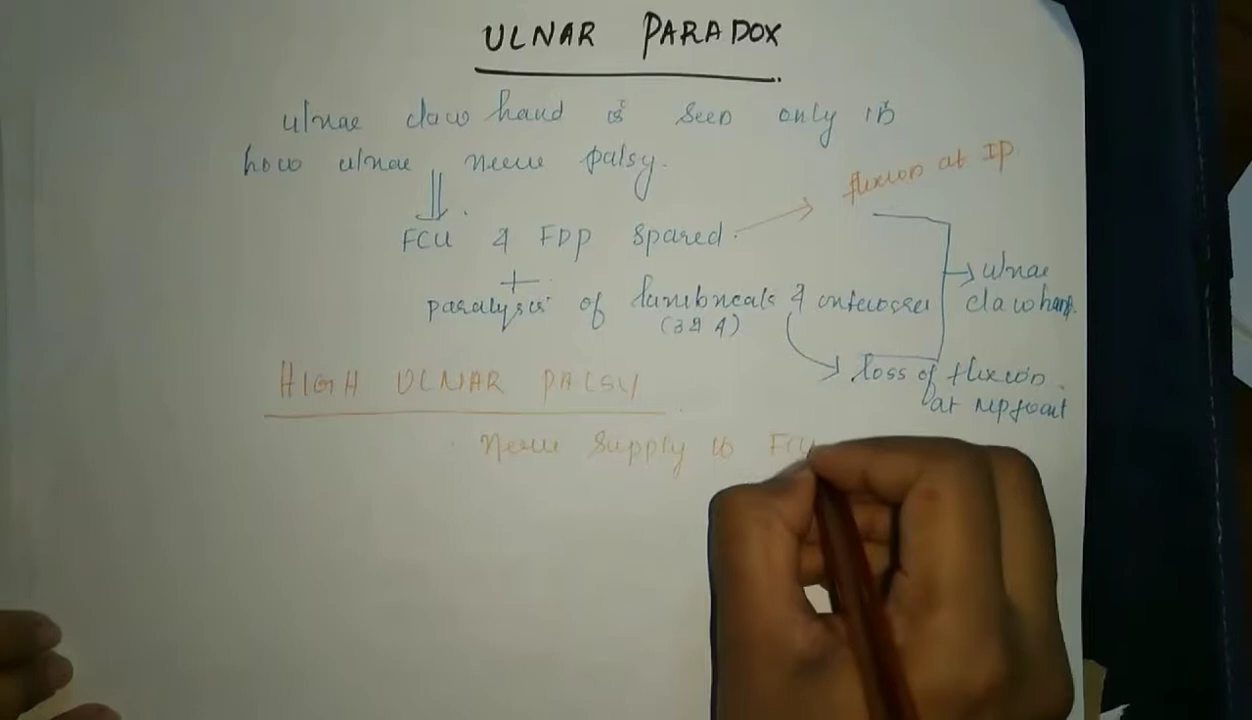 ULNAR PARADOX
ulnar claw hand is seen only in
low ulnar nerve palsy.
flexion at IP
FCU & FDP spared.
+
ulnar
paralysis of lumbricals & interossei
claw hand
(3 & 4)
HIGH ULNAR PALSY
loss of flexion
at mp joint
Nerve supply to FCU